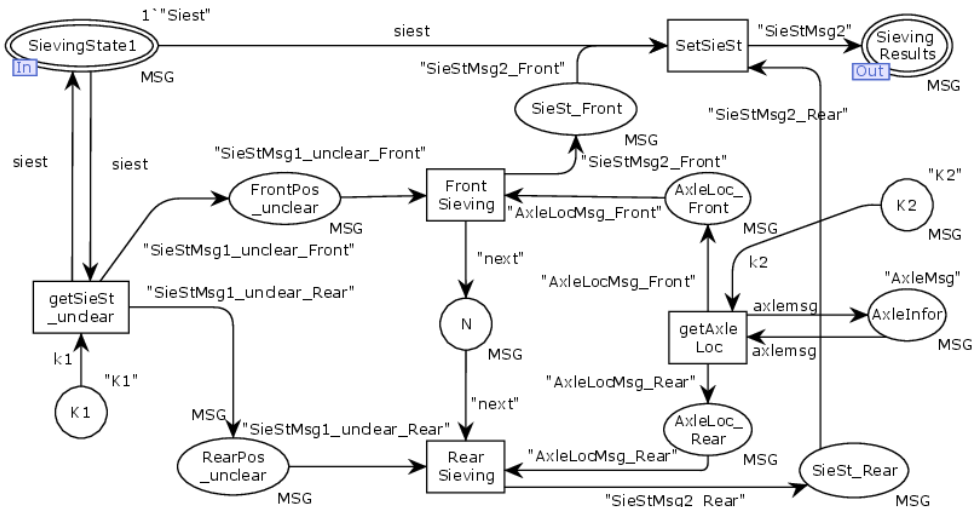 1`"Siest"
SievingState1
In
MSG
siest
"SieStMsg2"
SetSieSt
Sieving
Results
Out
MSG
"SieStMsg2_Front"
SieSt_Front
MSG
"SieStMsg2_Rear"
siest
siest
"SieStMsg1_unclear_Front"
"SieStMsg2_Front"
FrontPos
_unclear
MSG
Front
Sieving
AxleLoc_
Front
MSG
"AxleLocMsg_Front"
"K2"
K2
MSG
"SieStMsg1_unclear_Front"
"next"
k2
"AxleLocMsg_Front"
"AxleMsg"
getSieSt
_unclear
"SieStMsg1_unclear_Rear"
N
MSG
getAxle
Loc
axlemsg
axlemsg
AxleInfor
MSG
k1
"K1"
K1
"AxleLocMsg_Rear"
"next"
MSG
"SieStMsg1_unclear_Rear"
AxleLoc_
Rear
MSG
RearPos
_unclear
MSG
Rear
Sieving
"AxleLocMsg_Rear"
SieSt_Rear
MSG
"SieStMsg2_Rear"